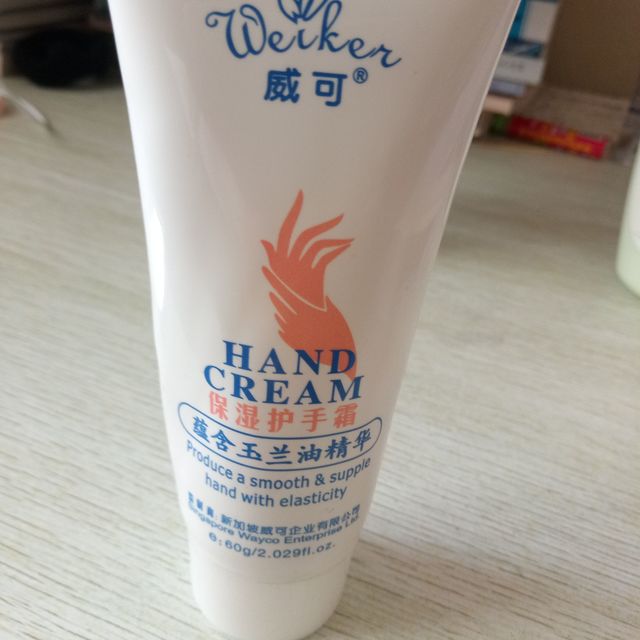 Weiker
威可®
HAND
CREAM
保湿护手霜
蕴含玉兰油精华
Produce a smooth & supple
hand with elasticity
新加坡威可企业有限公司
Singapore Wayoo Enterprise Ltd
e:60g/2.029fl.oz.